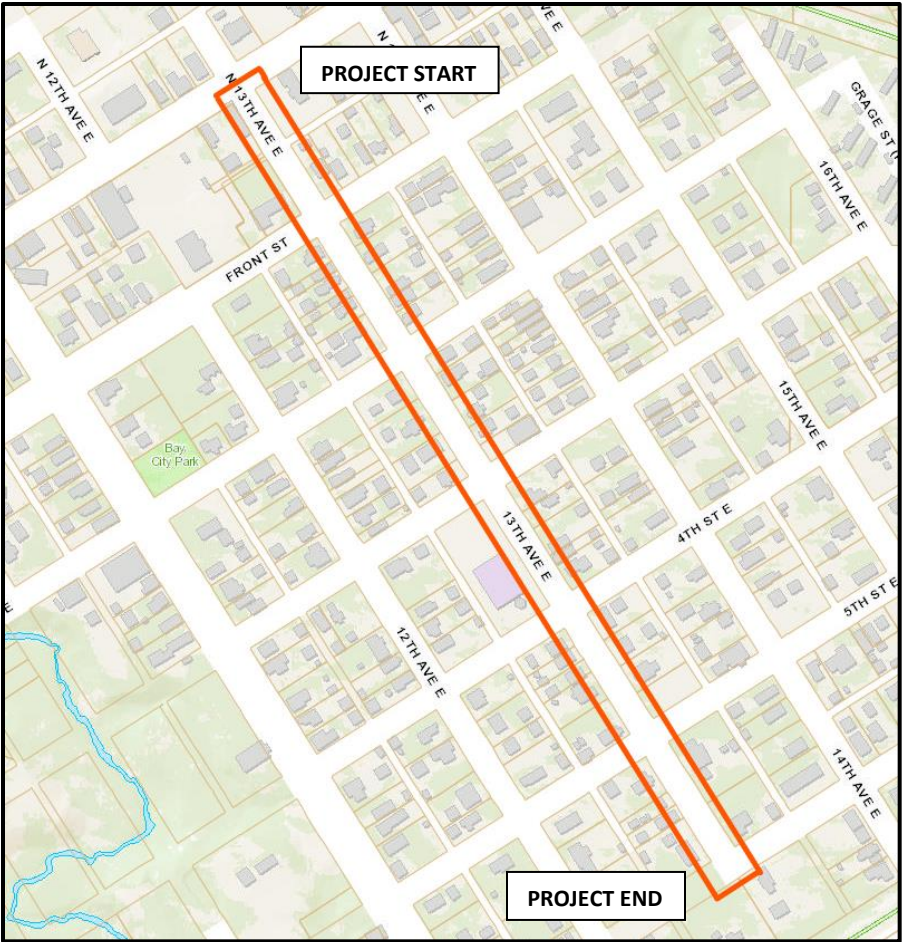 N 12TH AVE E
N 13TH AVE E
PROJECT START
AVE E
GRAGE ST
16TH AVE E
FRONT ST
15TH AVE E
Bay
City Park
4TH ST E
13TH AVE E
5TH ST E
12TH AVE E
E
14TH AVE E
PROJECT END